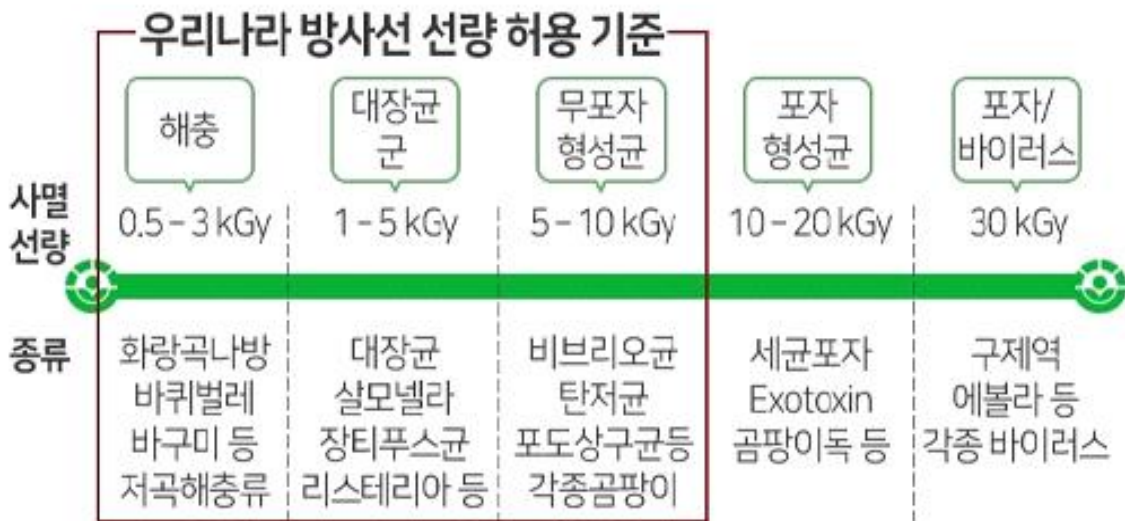 우리나라 방사선 선량 허용 기준
해충
대장균
군
무포자
형성균
포자
형성균
포자/
바이러스
사멸
선량
0.5 – 3 kGy
1 – 5 kGy
5 – 10 kGy
10 – 20 kGy
30 kGy
종류
화랑곡나방
바퀴벌레
바구미 등
저곡해충류
대장균
살모넬라
장티푸스균
리스테리아 등
비브리오균
탄저균
포도상구균등
각종곰팡이
세균포자
Exotoxin
곰팡이독 등
구제역
에볼라 등
각종 바이러스